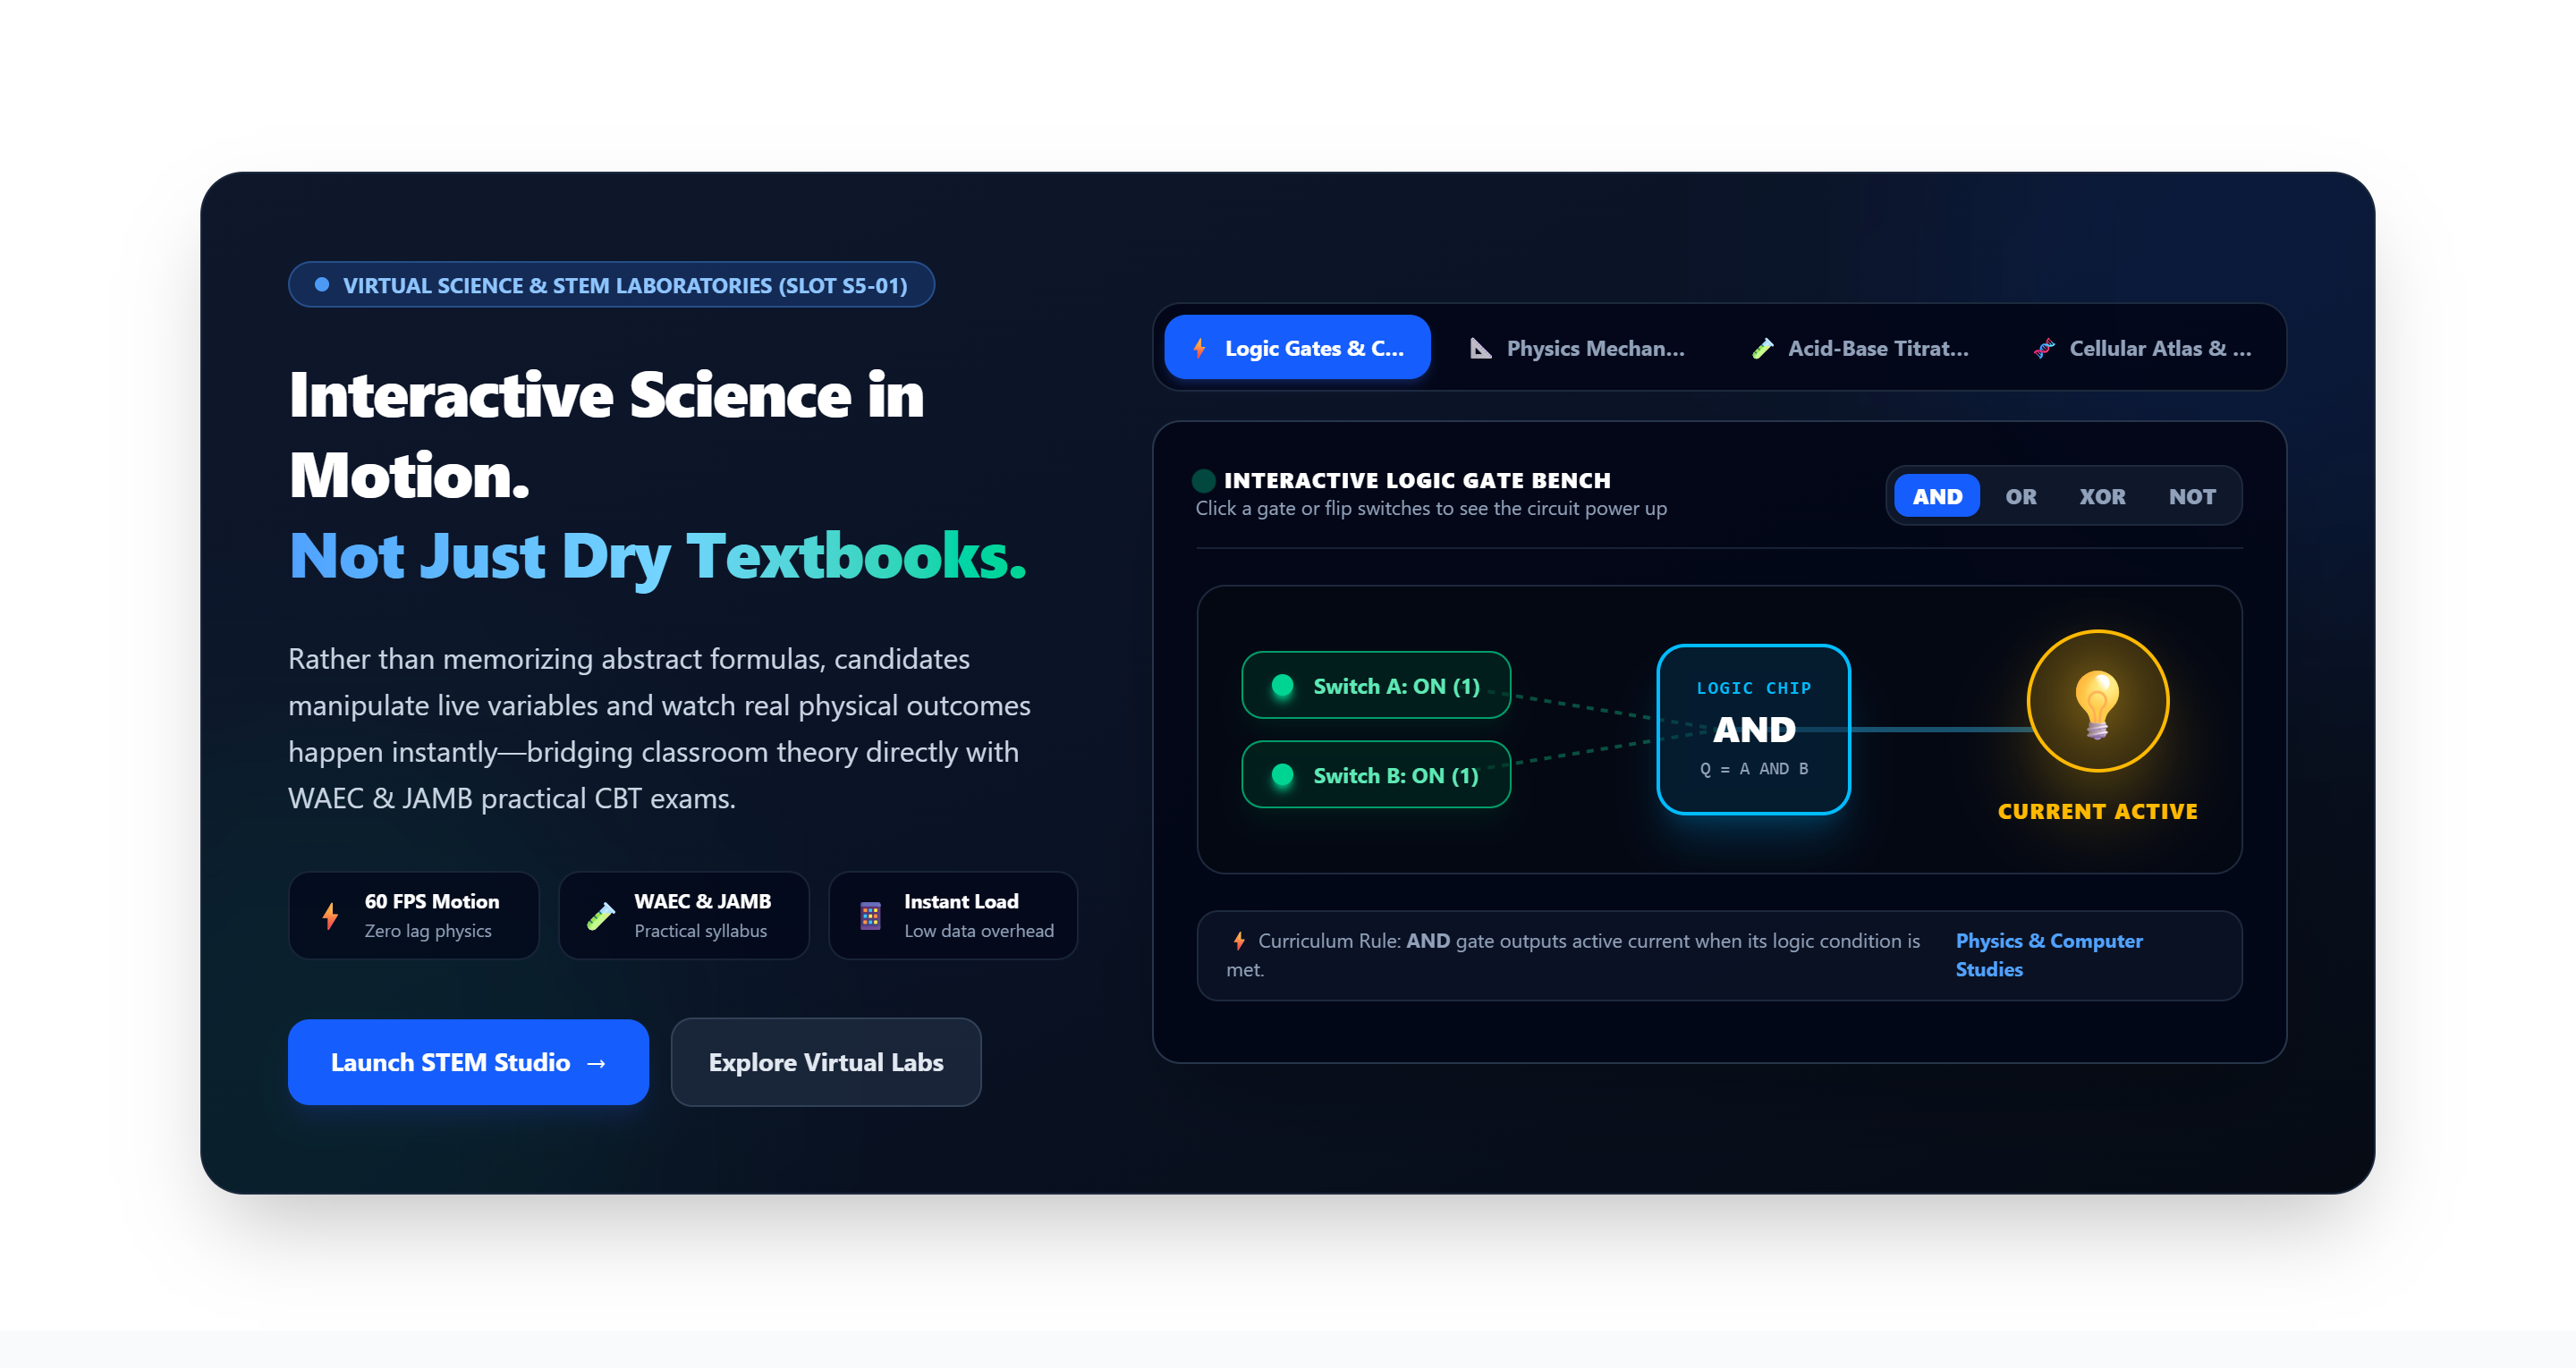 VIRTUAL SCIENCE & STEM LABORATORIES (SLOT S5-01)
Interactive Science in
Motion.
Not Just Dry Textbooks.
Rather than memorizing abstract formulas, candidates
manipulate live variables and watch real physical outcomes
happen instantly—bridging classroom theory directly with
WAEC & JAMB practical CBT exams.
60 FPS Motion
Zero lag physics
WAEC & JAMB
Practical syllabus
Instant Load
Low data overhead
Launch STEM Studio →
Explore Virtual Labs
Logic Gates & C...
Physics Mechan...
Acid-Base Titrat...
Cellular Atlas & ...
INTERACTIVE LOGIC GATE BENCH
Click a gate or flip switches to see the circuit power up
AND OR XOR NOT
Switch A: ON (1)
Switch B: ON (1)
LOGIC CHIP
AND
Q = A AND B
CURRENT ACTIVE
Curriculum Rule: AND gate outputs active current when its logic condition is
met.
Physics & Computer
Studies